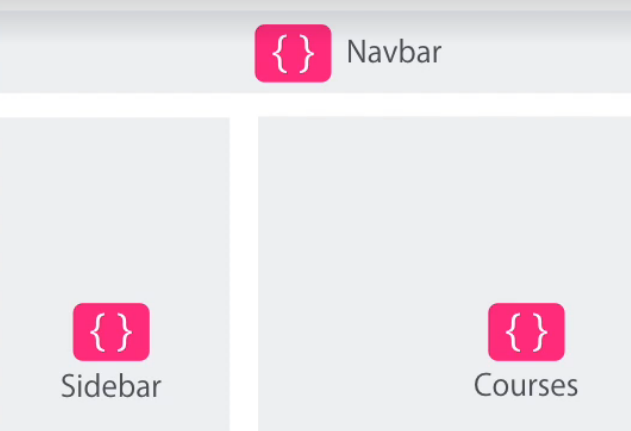 { } Navbar
{ }
Sidebar
{ }
Courses